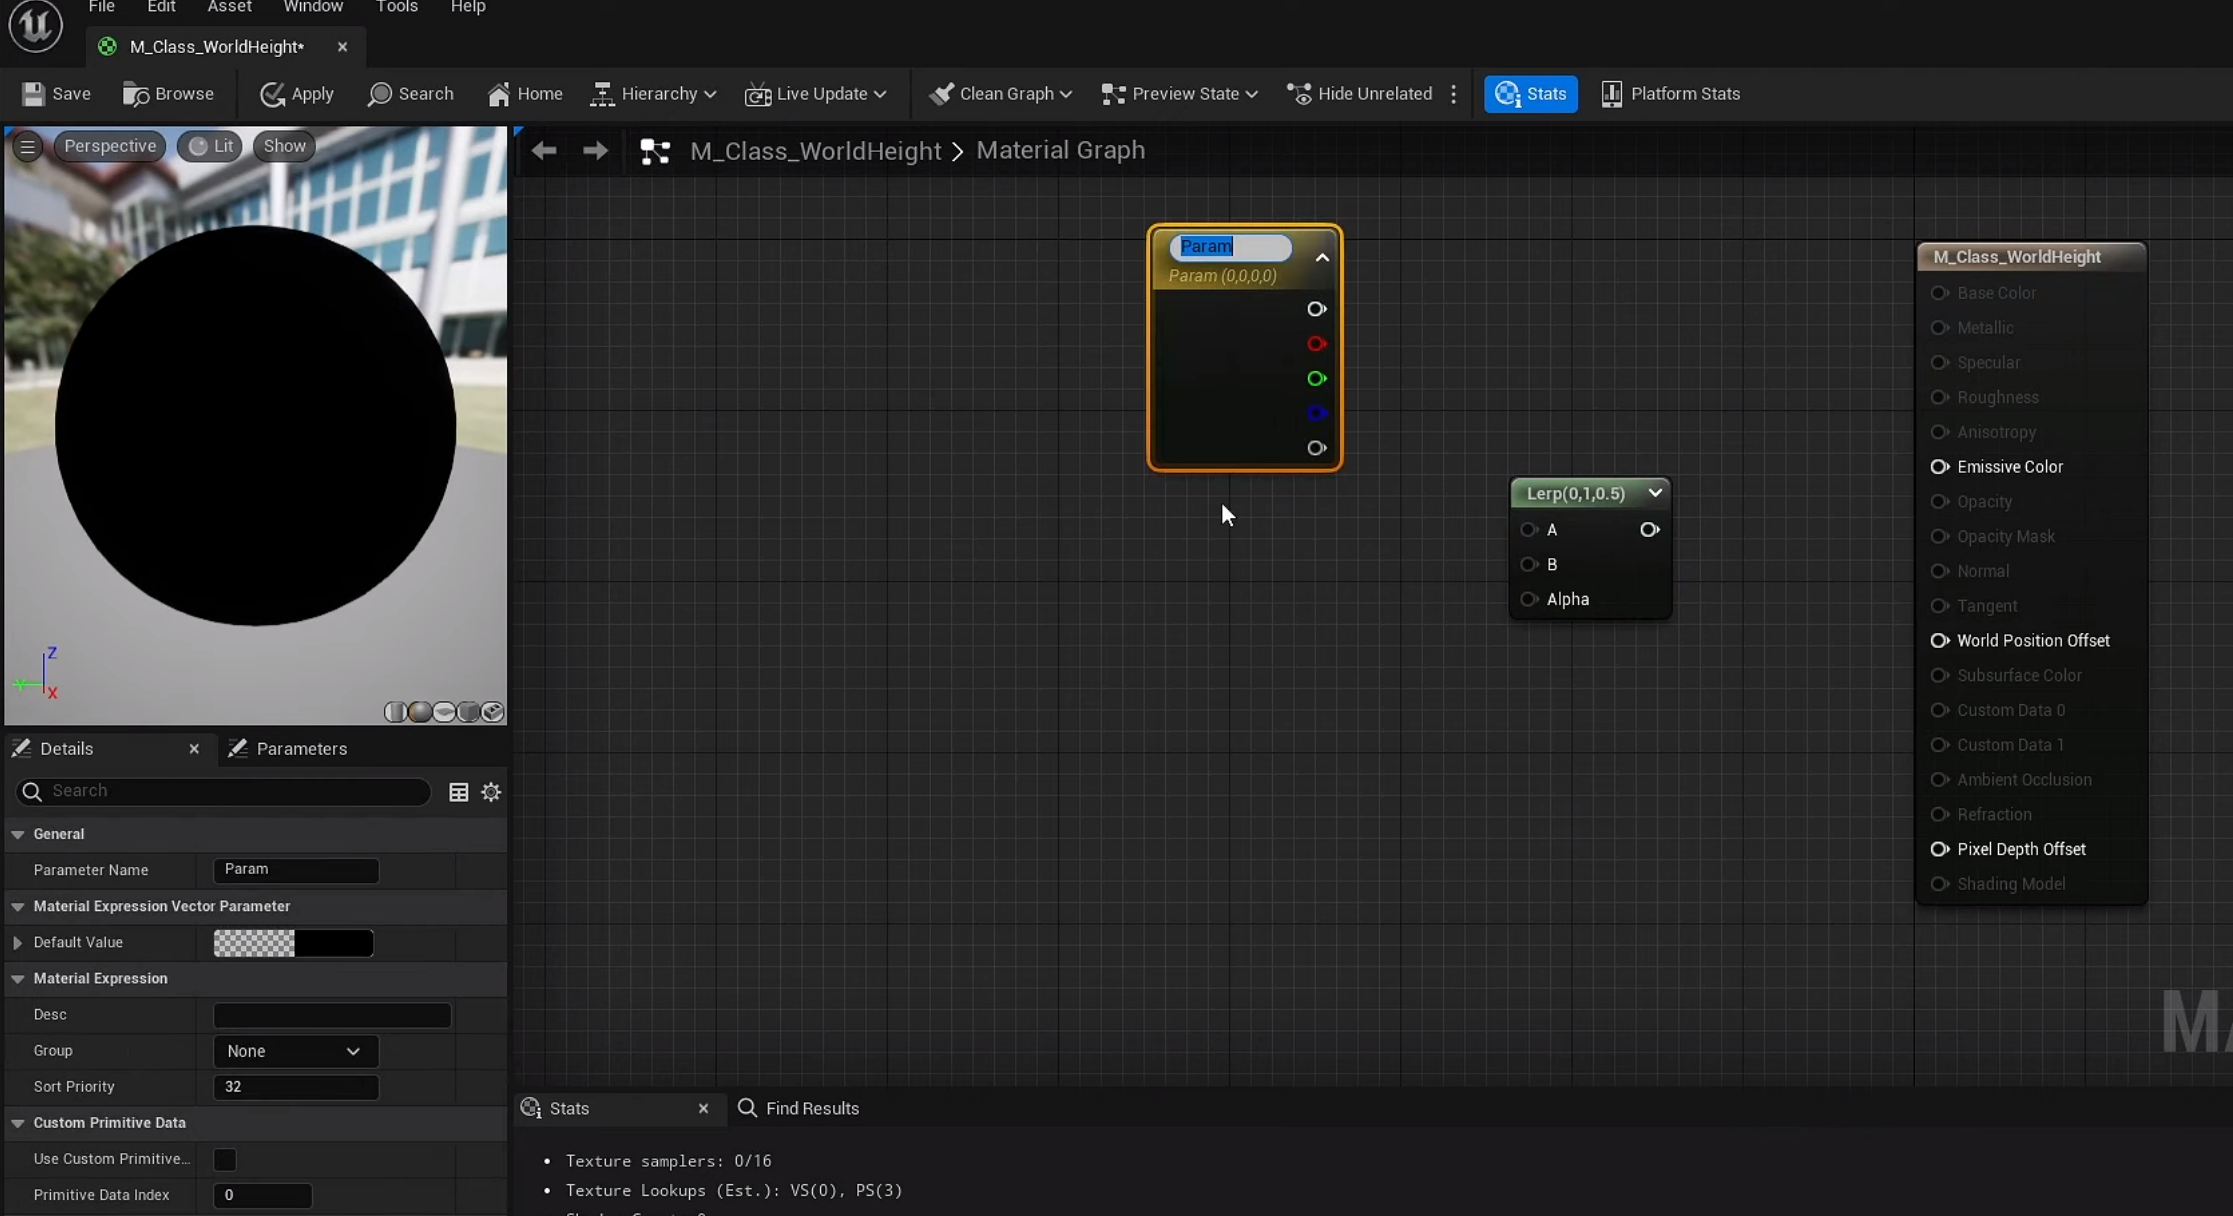 File Edit Asset Window Tools Help
M_Class_WorldHeight*
Save Browse Apply Search Home Hierarchy Live Update Clean Graph Preview State Hide Unrelated Stats Platform Stats
Perspective Lit Show
M_Class_WorldHeight > Material Graph
Param
Param (0,0,0,0)
Lerp(0,1,0.5)
A
B
Alpha
M_Class_WorldHeight
Base Color
Metallic
Specular
Roughness
Anisotropy
Emissive Color
Opacity
Opacity Mask
Normal
Tangent
World Position Offset
Subsurface Color
Custom Data 0
Custom Data 1
Ambient Occlusion
Refraction
Pixel Depth Offset
Shading Model
Z
X
Details Parameters
Search
General
Parameter Name Param
Material Expression Vector Parameter
Default Value
Material Expression
Desc
Group None
Sort Priority 32
Custom Primitive Data
Use Custom Primitive...
Primitive Data Index 0
Stats Find Results
• Texture samplers: 0/16
• Texture Lookups (Est.): VS(0), PS(3)